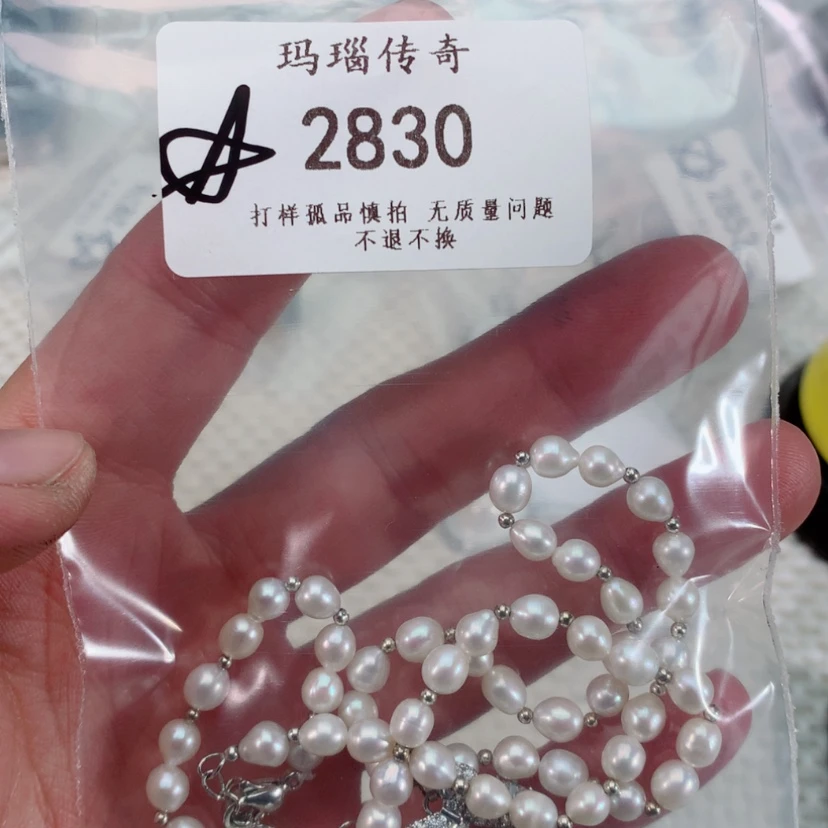 玛瑙传奇
2830
打样孤品慎拍 无质量问题
不退不换